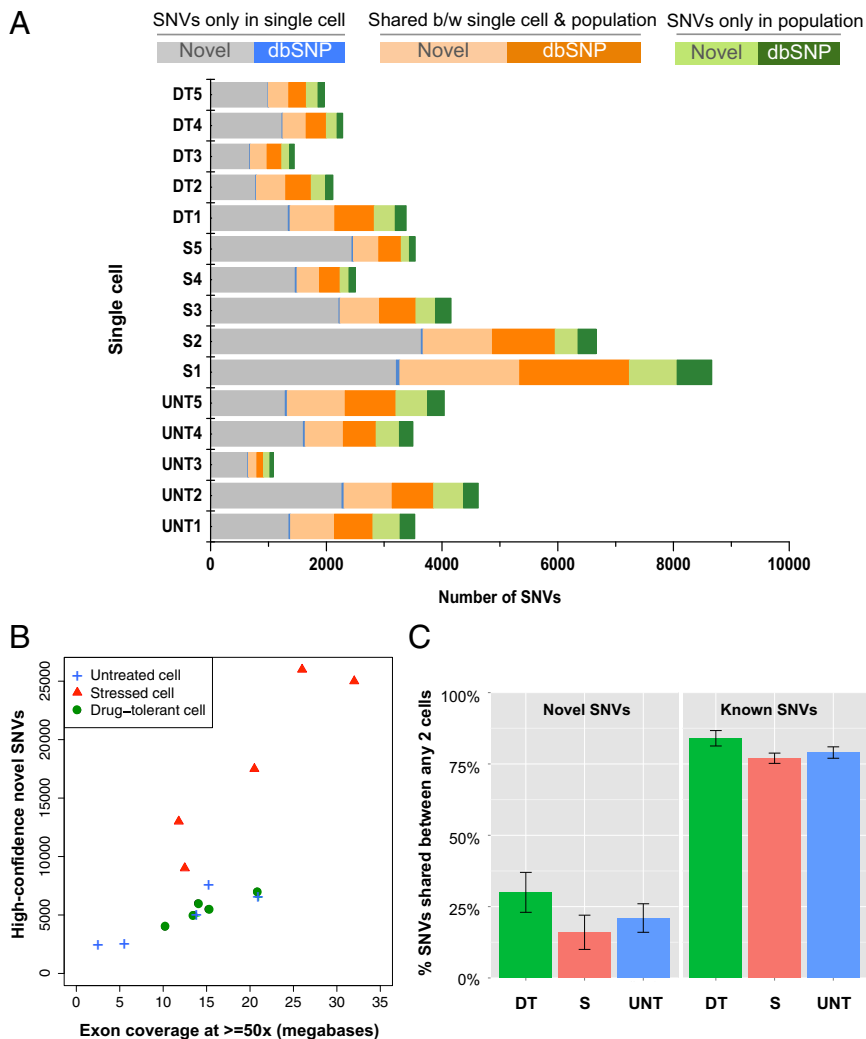 A
SNVs only in single cell
Shared b/w single cell & population
SNVs only in population
Novel
dbSNP
Novel
dbSNP
Novel
dbSNP
Single cell
DT5
DT4
DT3
DT2
DT1
S5
S4
S3
S2
S1
UNT5
UNT4
UNT3
UNT2
UNT1
0
2000
4000
6000
8000
10000
Number of SNVs
B
High-confidence novel SNVs
25000
20000
15000
10000
5000
0
Untreated cell
Stressed cell
Drug-tolerant cell
0
5
10
15
20
25
30
35
Exon coverage at >=50x (megabases)
C
% SNVs shared between any 2 cells
100%
75%
50%
25%
0%
Novel SNVs
Known SNVs
DT
S
UNT
DT
S
UNT